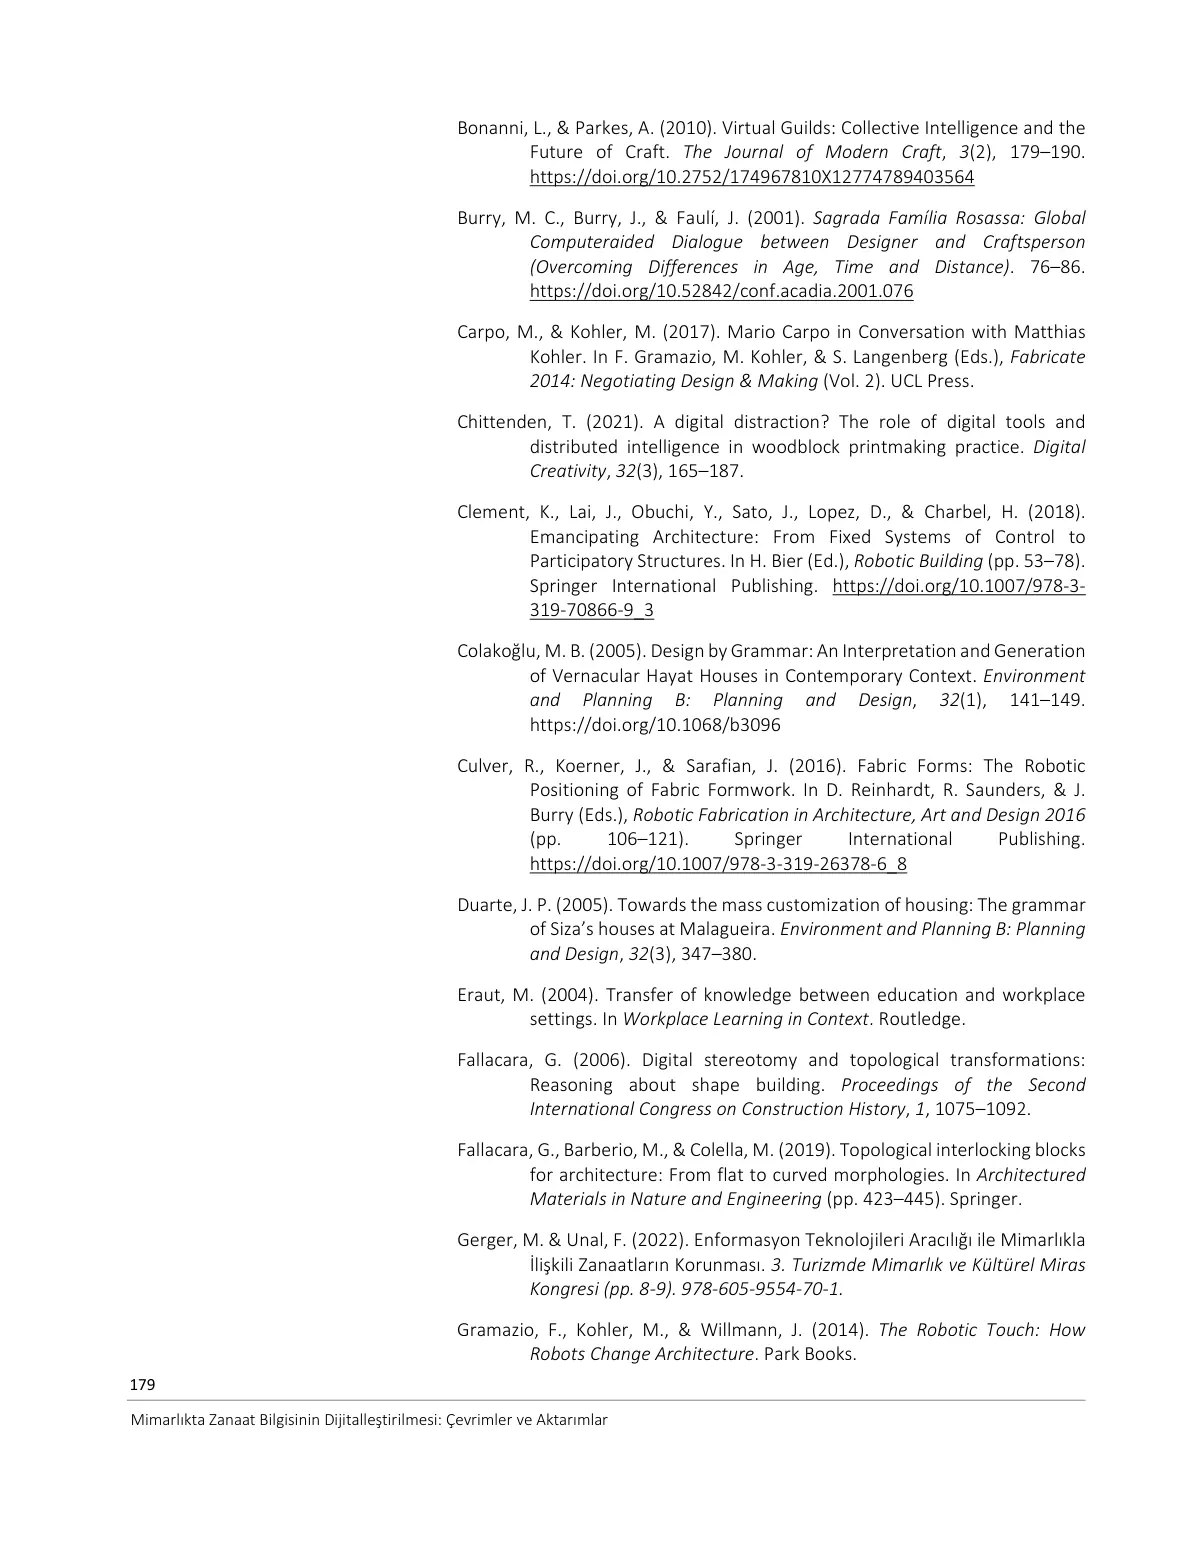 Bonanni, L., & Parkes, A. (2010). Virtual Guilds: Collective Intelligence and the
Future of Craft. The Journal of Modern Craft, 3(2), 179–190.
https://doi.org/10.2752/174967810X12774789403564
Burry, M. C., Burry, J., & Faulí, J. (2001). Sagrada Família Rosassa: Global
Computeraided Dialogue between Designer and Craftsperson
(Overcoming Differences in Age, Time and Distance). 76–86.
https://doi.org/10.52842/conf.acadia.2001.076
Carpo, M., & Kohler, M. (2017). Mario Carpo in Conversation with Matthias
Kohler. In F. Gramazio, M. Kohler, & S. Langenberg (Eds.), Fabricate
2014: Negotiating Design & Making (Vol. 2). UCL Press.
Chittenden, T. (2021). A digital distraction? The role of digital tools and
distributed intelligence in woodblock printmaking practice. Digital
Creativity, 32(3), 165–187.
Clement, K., Lai, J., Obuchi, Y., Sato, J., Lopez, D., & Charbel, H. (2018).
Emancipating Architecture: From Fixed Systems of Control to
Participatory Structures. In H. Bier (Ed.), Robotic Building (pp. 53–78).
Springer International Publishing. https://doi.org/10.1007/978-3-
319-70866-9_3
Colakoğlu, M. B. (2005). Design by Grammar: An Interpretation and Generation
of Vernacular Hayat Houses in Contemporary Context. Environment
and Planning B: Planning and Design, 32(1), 141–149.
https://doi.org/10.1068/b3096
Culver, R., Koerner, J., & Sarafian, J. (2016). Fabric Forms: The Robotic
Positioning of Fabric Formwork. In D. Reinhardt, R. Saunders, & J.
Burry (Eds.), Robotic Fabrication in Architecture, Art and Design 2016
(pp. 106–121). Springer International Publishing.
https://doi.org/10.1007/978-3-319-26378-6_8
Duarte, J. P. (2005). Towards the mass customization of housing: The grammar
of Siza’s houses at Malagueira. Environment and Planning B: Planning
and Design, 32(3), 347–380.
Eraut, M. (2004). Transfer of knowledge between education and workplace
settings. In Workplace Learning in Context. Routledge.
Fallacara, G. (2006). Digital stereotomy and topological transformations:
Reasoning about shape building. Proceedings of the Second
International Congress on Construction History, 1, 1075–1092.
Fallacara, G., Barberio, M., & Colella, M. (2019). Topological interlocking blocks
for architecture: From flat to curved morphologies. In Architectured
Materials in Nature and Engineering (pp. 423–445). Springer.
Gerger, M. & Unal, F. (2022). Enformasyon Teknolojileri Aracılığı ile Mimarlıkla
İlişkili Zanaatların Korunması. 3. Turizmde Mimarlık ve Kültürel Miras
Kongresi (pp. 8-9). 978-605-9554-70-1.
Gramazio, F., Kohler, M., & Willmann, J. (2014). The Robotic Touch: How
Robots Change Architecture. Park Books.
179
Mimarlıkta Zanaat Bilgisinin Dijitalleştirilmesi: Çevrimler ve Aktarımlar